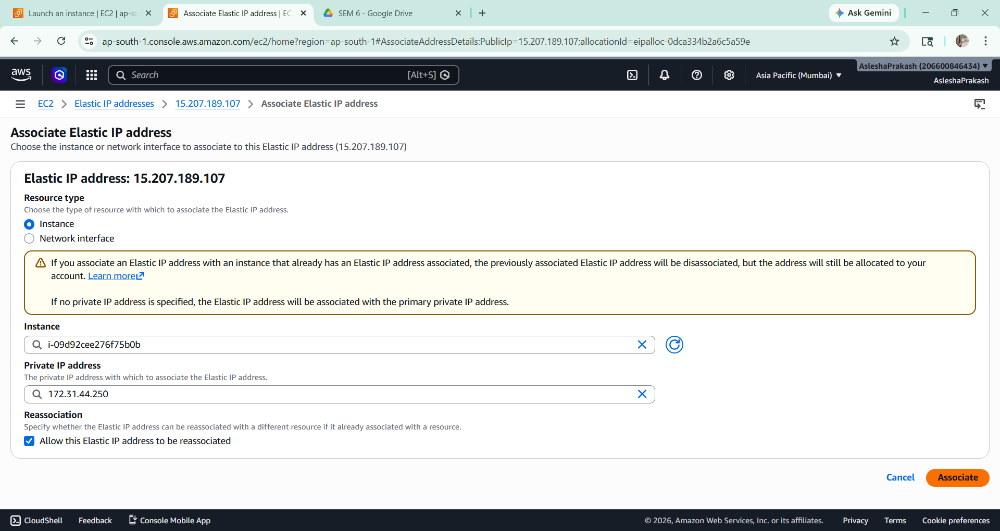 Launch an instance | EC2 | ap-so
Associate Elastic IP address | EC
SEM 6 - Google Drive
Ask Gemini
ap-south-1.console.aws.amazon.com/ec2/home?region=ap-south-1#AssociateAddressDetails:PublicIp=15.207.189.107;allocationId=eipalloc-0dca334b2a6c5a59e
aws
Search
[Alt+S]
Asia Pacific (Mumbai)
AsleshaPrakash (206600846434)
AsleshaPrakash
EC2
Elastic IP addresses
15.207.189.107
Associate Elastic IP address
Associate Elastic IP address
Choose the instance or network interface to associate to this Elastic IP address (15.207.189.107)
Elastic IP address: 15.207.189.107
Resource type
Choose the type of resource with which to associate the Elastic IP address.
Instance
Network interface
If you associate an Elastic IP address with an instance that already has an Elastic IP address associated, the previously associated Elastic IP address will be disassociated, but the address will still be allocated to your
account. Learn more
If no private IP address is specified, the Elastic IP address will be associated with the primary private IP address.
Instance
i-09d92cee276f75b0b
Private IP address
The private IP address with which to associate the Elastic IP address.
172.31.44.250
Reassociation
Specify whether the Elastic IP address can be reassociated with a different resource if it already associated with a resource.
Allow this Elastic IP address to be reassociated
Cancel
Associate
CloudShell
Feedback
Console Mobile App
© 2026, Amazon Web Services, Inc. or its affiliates.
Privacy
Terms
Cookie preferences